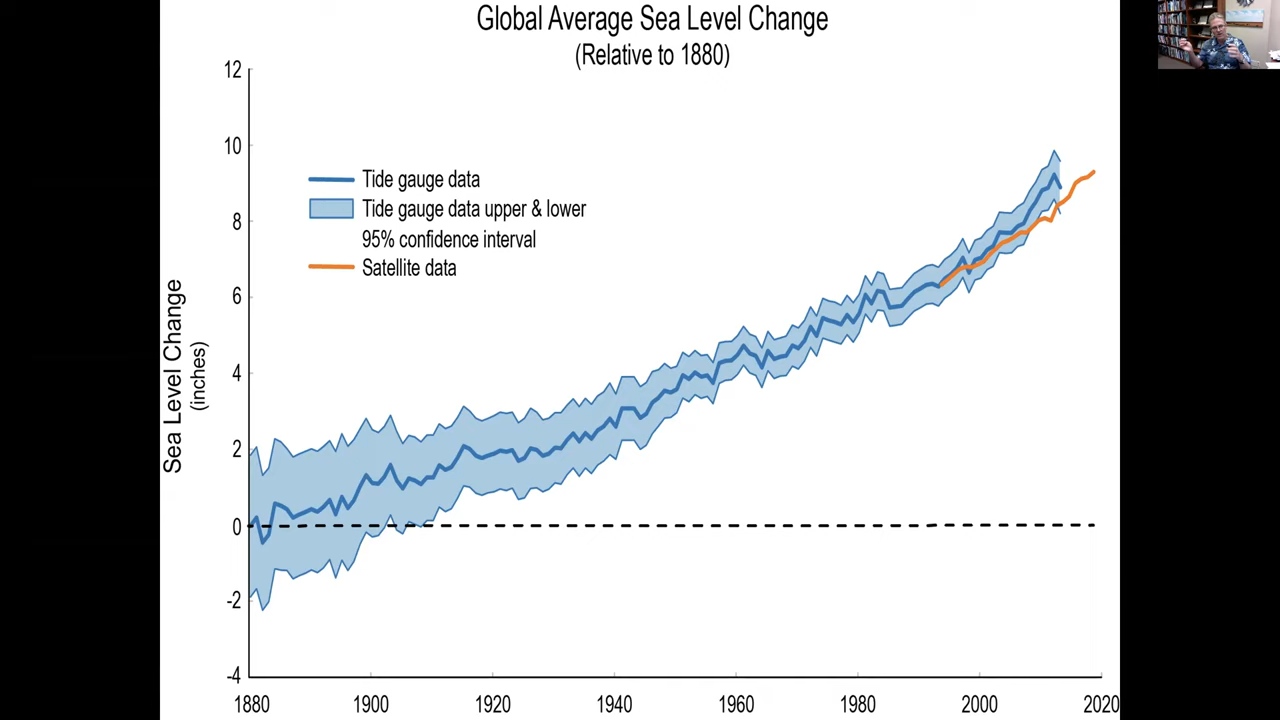 Global Average Sea Level Change
(Relative to 1880)
12
10
8
6
4
2
0
-2
-4
Sea Level Change
(inches)
Tide gauge data
Tide gauge data upper & lower
95% confidence interval
Satellite data
1880 1900 1920 1940 1960 1980 2000 2020